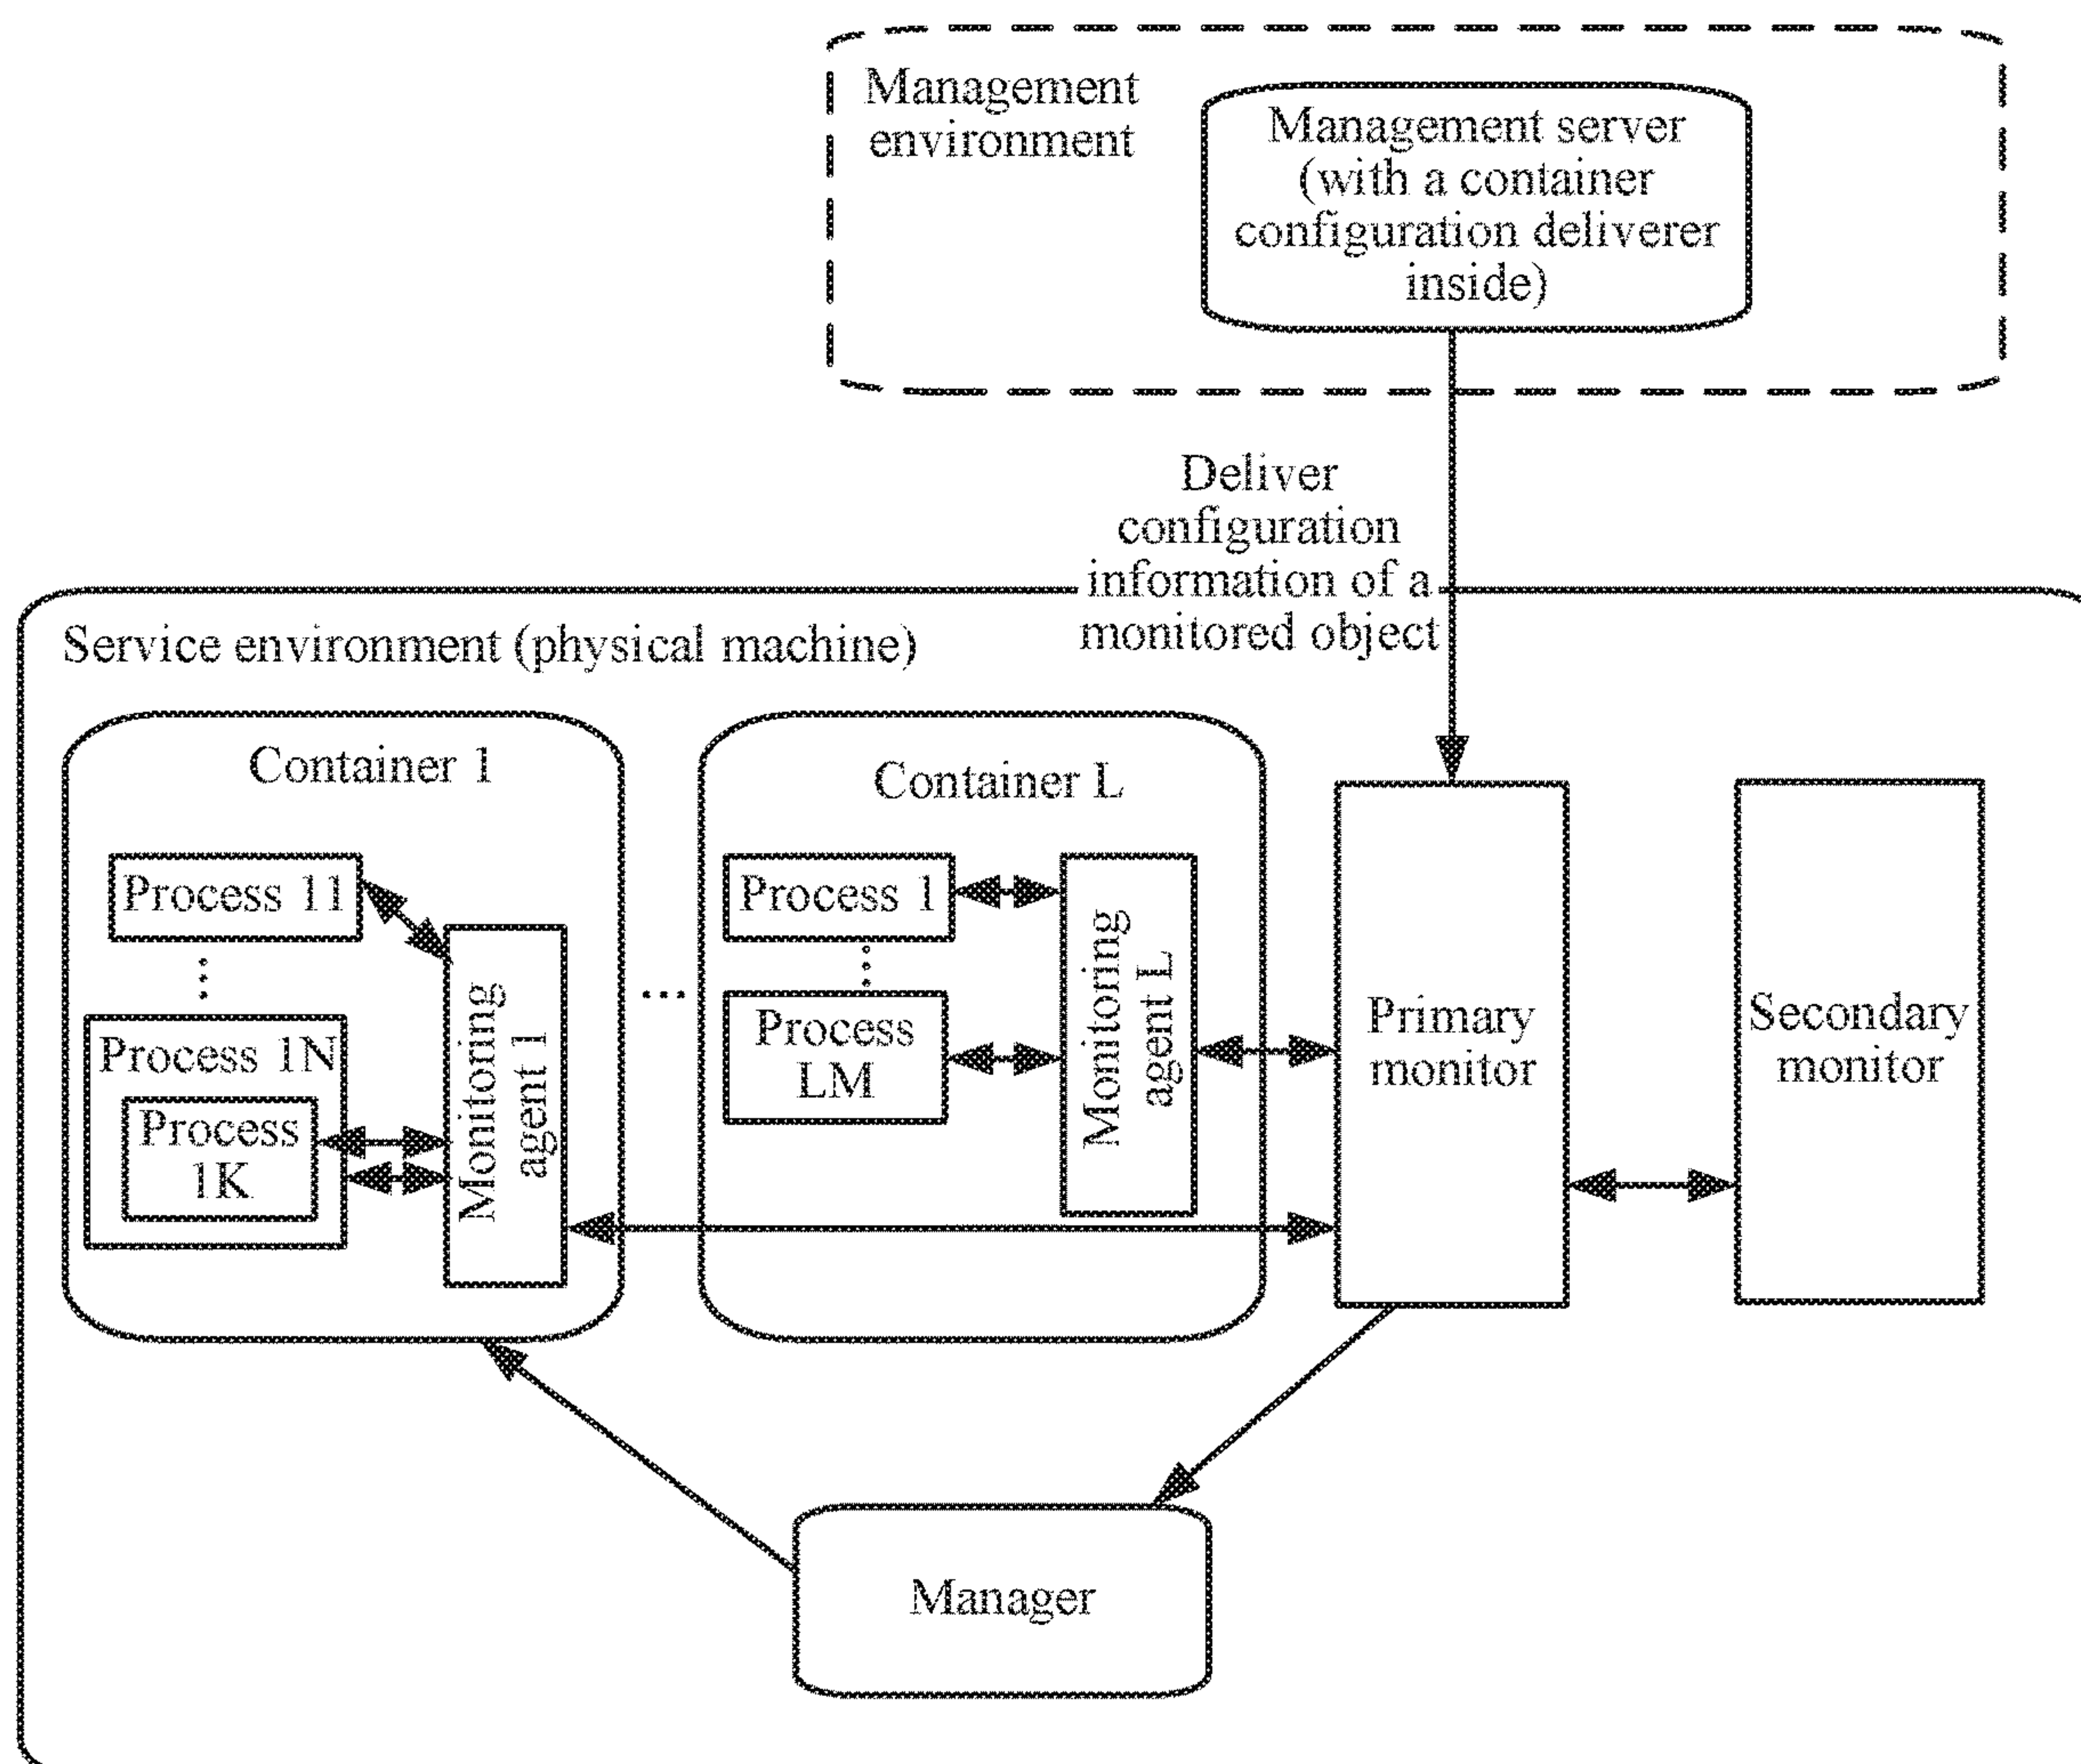 Management
environment
Management server
(with a container
configuration deliverer
inside)
Deliver
configuration
information of a
monitored object
Service environment (physical machine)
Container 1
Process 11
Process 1N
Process
1K
Monitoring
agent 1
...
Container L
Process 1
Process
LM
Monitoring
agent L
Primary
monitor
Secondary
monitor
Manager